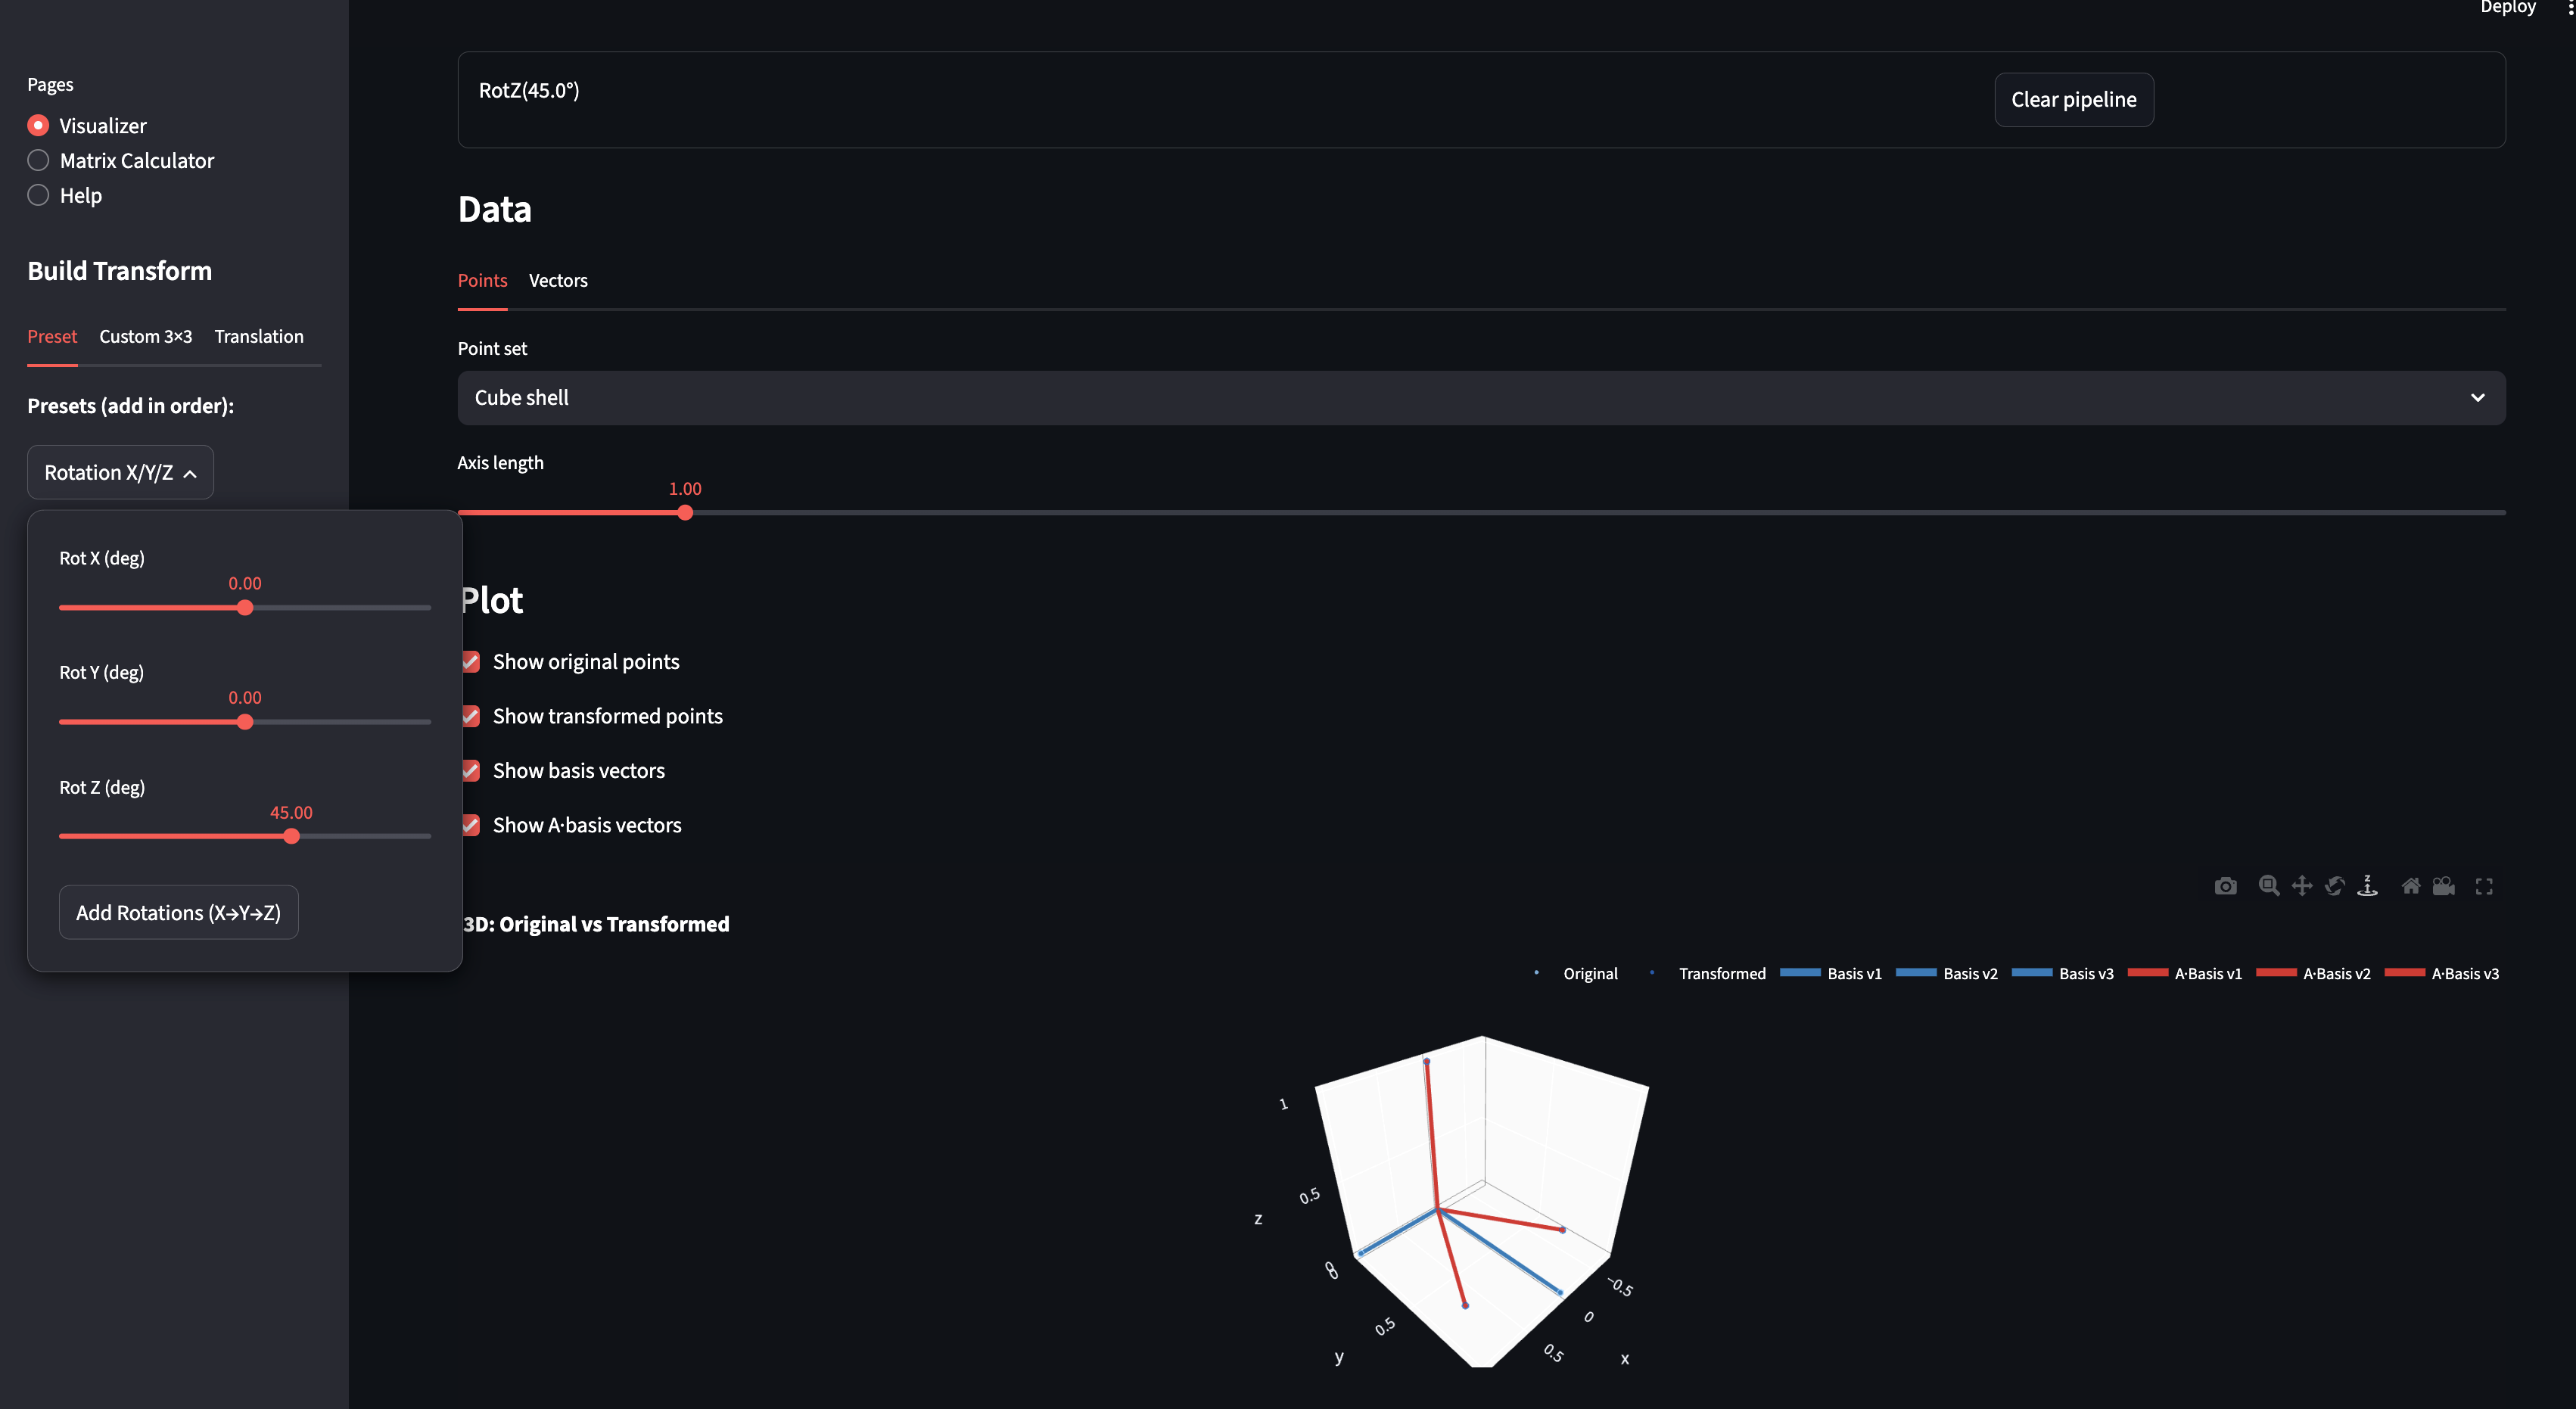 Deploy
Pages
Visualizer
Matrix Calculator
Help
Build Transform
Preset Custom 3×3 Translation
Presets (add in order):
Rotation X/Y/Z
Rot X (deg)
0.00
Rot Y (deg)
0.00
Rot Z (deg)
45.00
Add Rotations (X→Y→Z)
RotZ(45.0°)
Clear pipeline
Data
Points Vectors
Point set
Cube shell
Axis length
1.00
Plot
Show original points
Show transformed points
Show basis vectors
Show A·basis vectors
z
3D: Original vs Transformed
Original Transformed Basis v1 Basis v2 Basis v3 A·Basis v1 A·Basis v2 A·Basis v3
1
0.5
z
0
0
0.5
y
−0.5
0
0.5
x